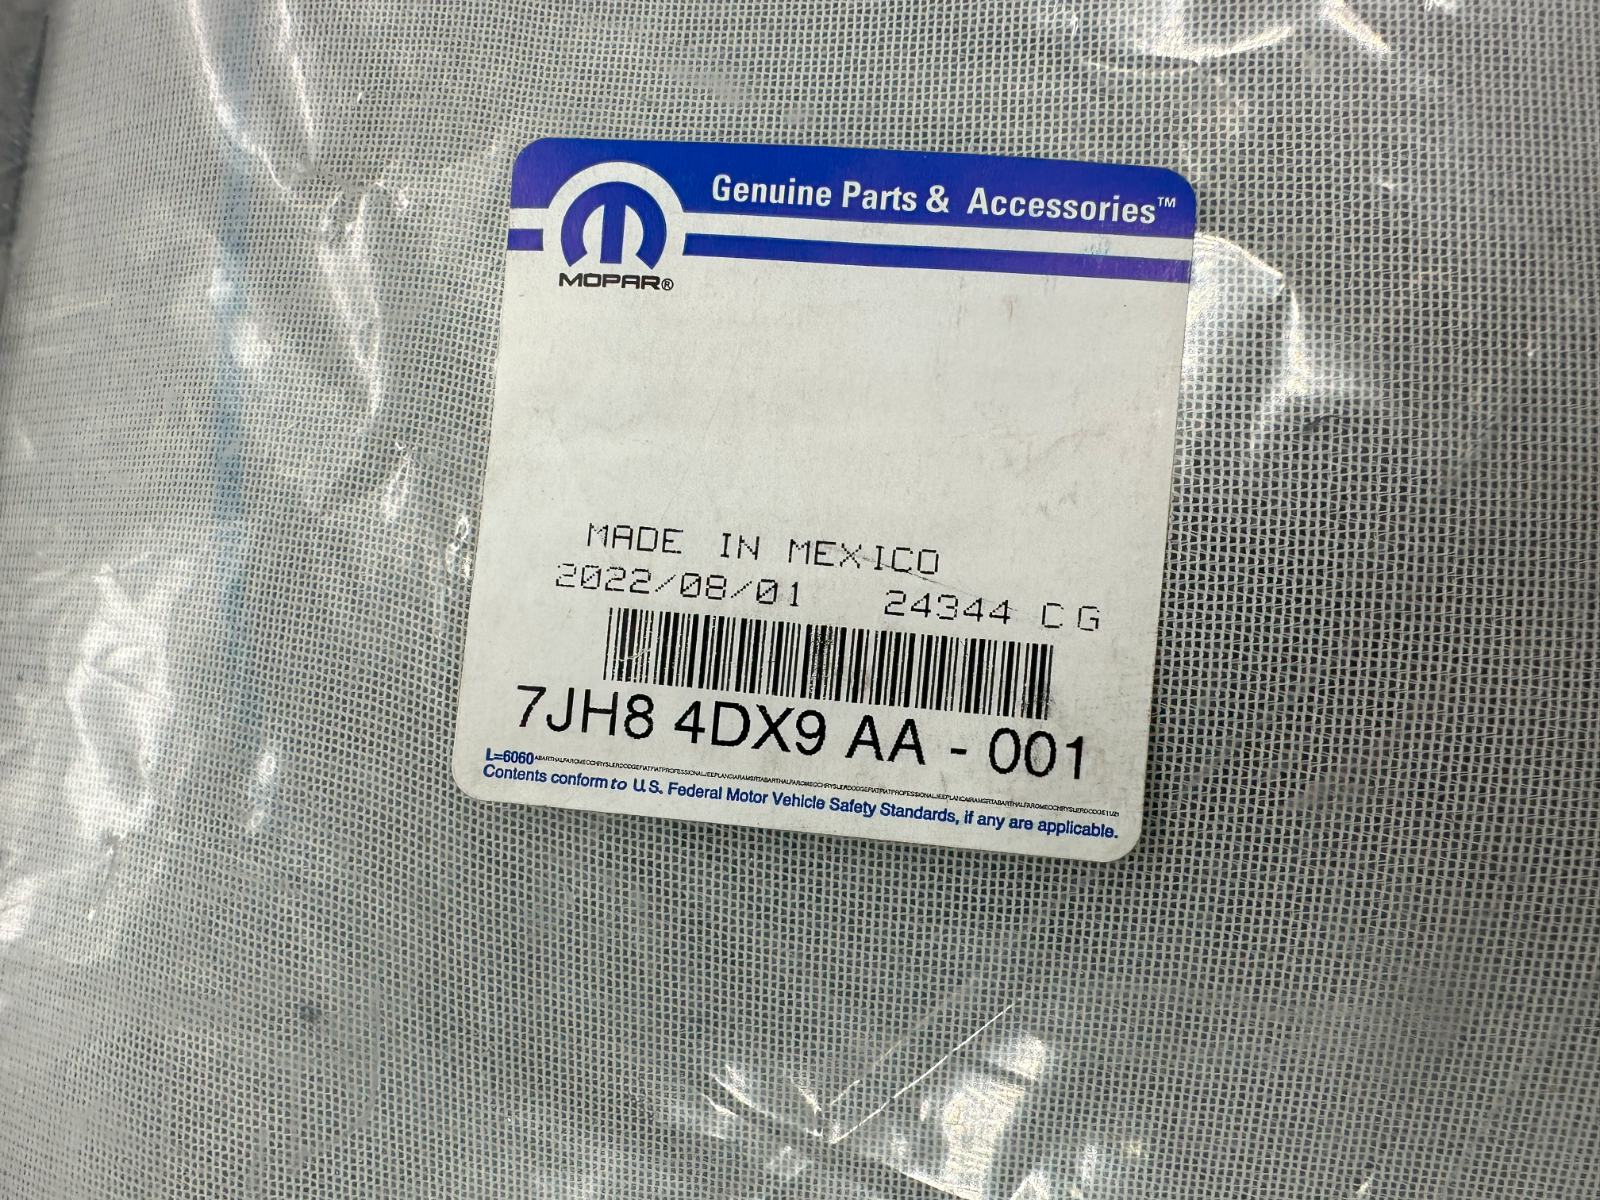 Genuine Parts & Accessories™
MOPAR®
MADE IN MEXICO
2022/08/01 24344 CG
7JH8 4DX9 AA - 001
L=6060
Contents conform to U.S. Federal Motor Vehicle Safety Standards, if any are applicable.